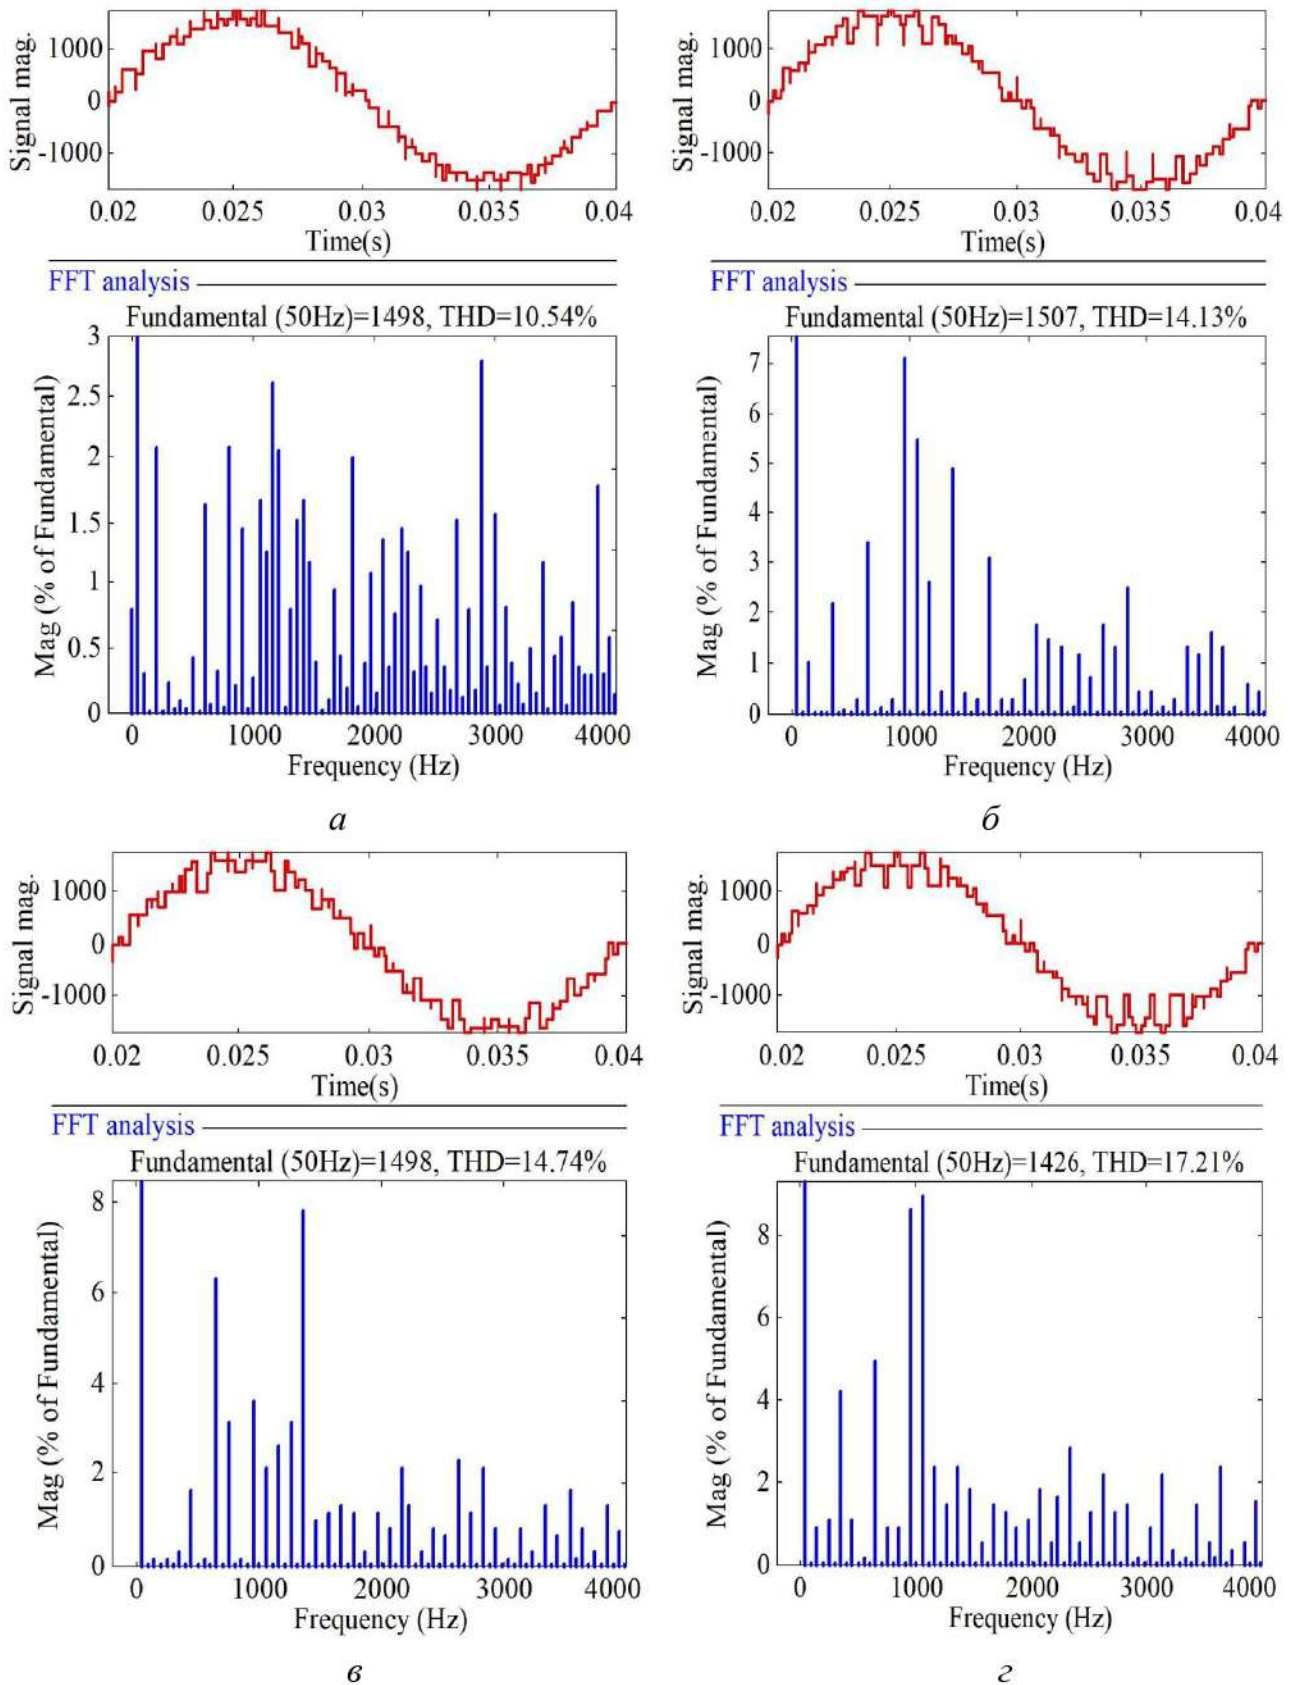 Signal mag.
1000
0
-1000
0.02 0.025 0.03 0.035 0.04
Time(s)
FFT analysis
Fundamental (50Hz)=1498, THD=10.54%
Mag (% of Fundamental)
3
2.5
2
1.5
1
0.5
0
0 1000 2000 3000 4000
Frequency (Hz)
а
Signal mag.
1000
0
-1000
0.02 0.025 0.03 0.035 0.04
Time(s)
FFT analysis
Fundamental (50Hz)=1507, THD=14.13%
Mag (% of Fundamental)
7
6
5
4
3
2
1
0
0 1000 2000 3000 4000
Frequency (Hz)
б
Signal mag.
1000
0
-1000
0.02 0.025 0.03 0.035 0.04
Time(s)
FFT analysis
Fundamental (50Hz)=1498, THD=14.74%
Mag (% of Fundamental)
8
6
4
2
0
0 1000 2000 3000 4000
Frequency (Hz)
в
Signal mag.
1000
0
-1000
0.02 0.025 0.03 0.035 0.04
Time(s)
FFT analysis
Fundamental (50Hz)=1426, THD=17.21%
Mag (% of Fundamental)
8
6
4
2
0
0 1000 2000 3000 4000
Frequency (Hz)
г